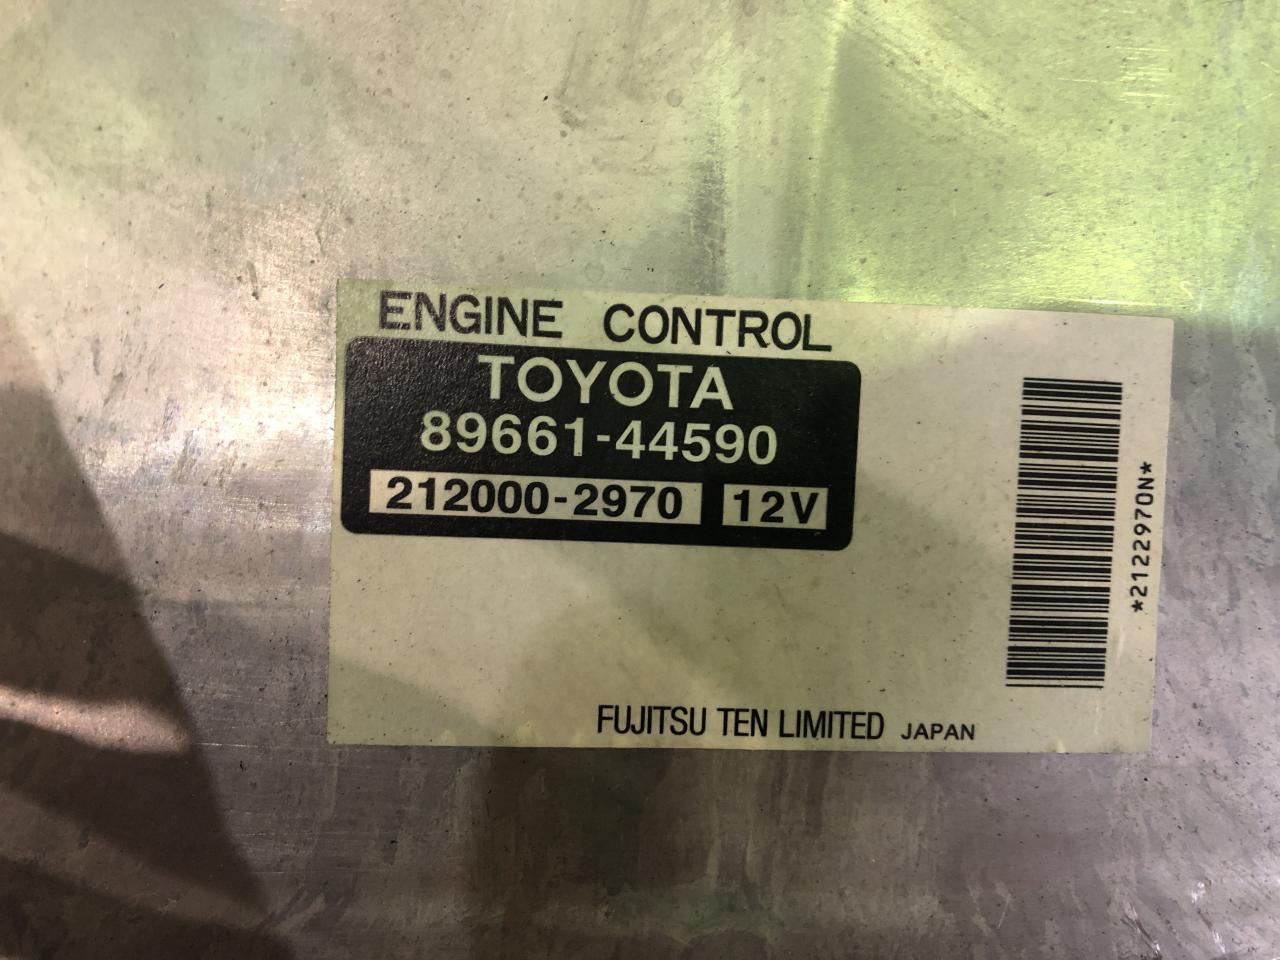 ENGINE CONTROL
TOYOTA
89661-44590
212000-2970 12V
*2122970N*
FUJITSU TEN LIMITED JAPAN